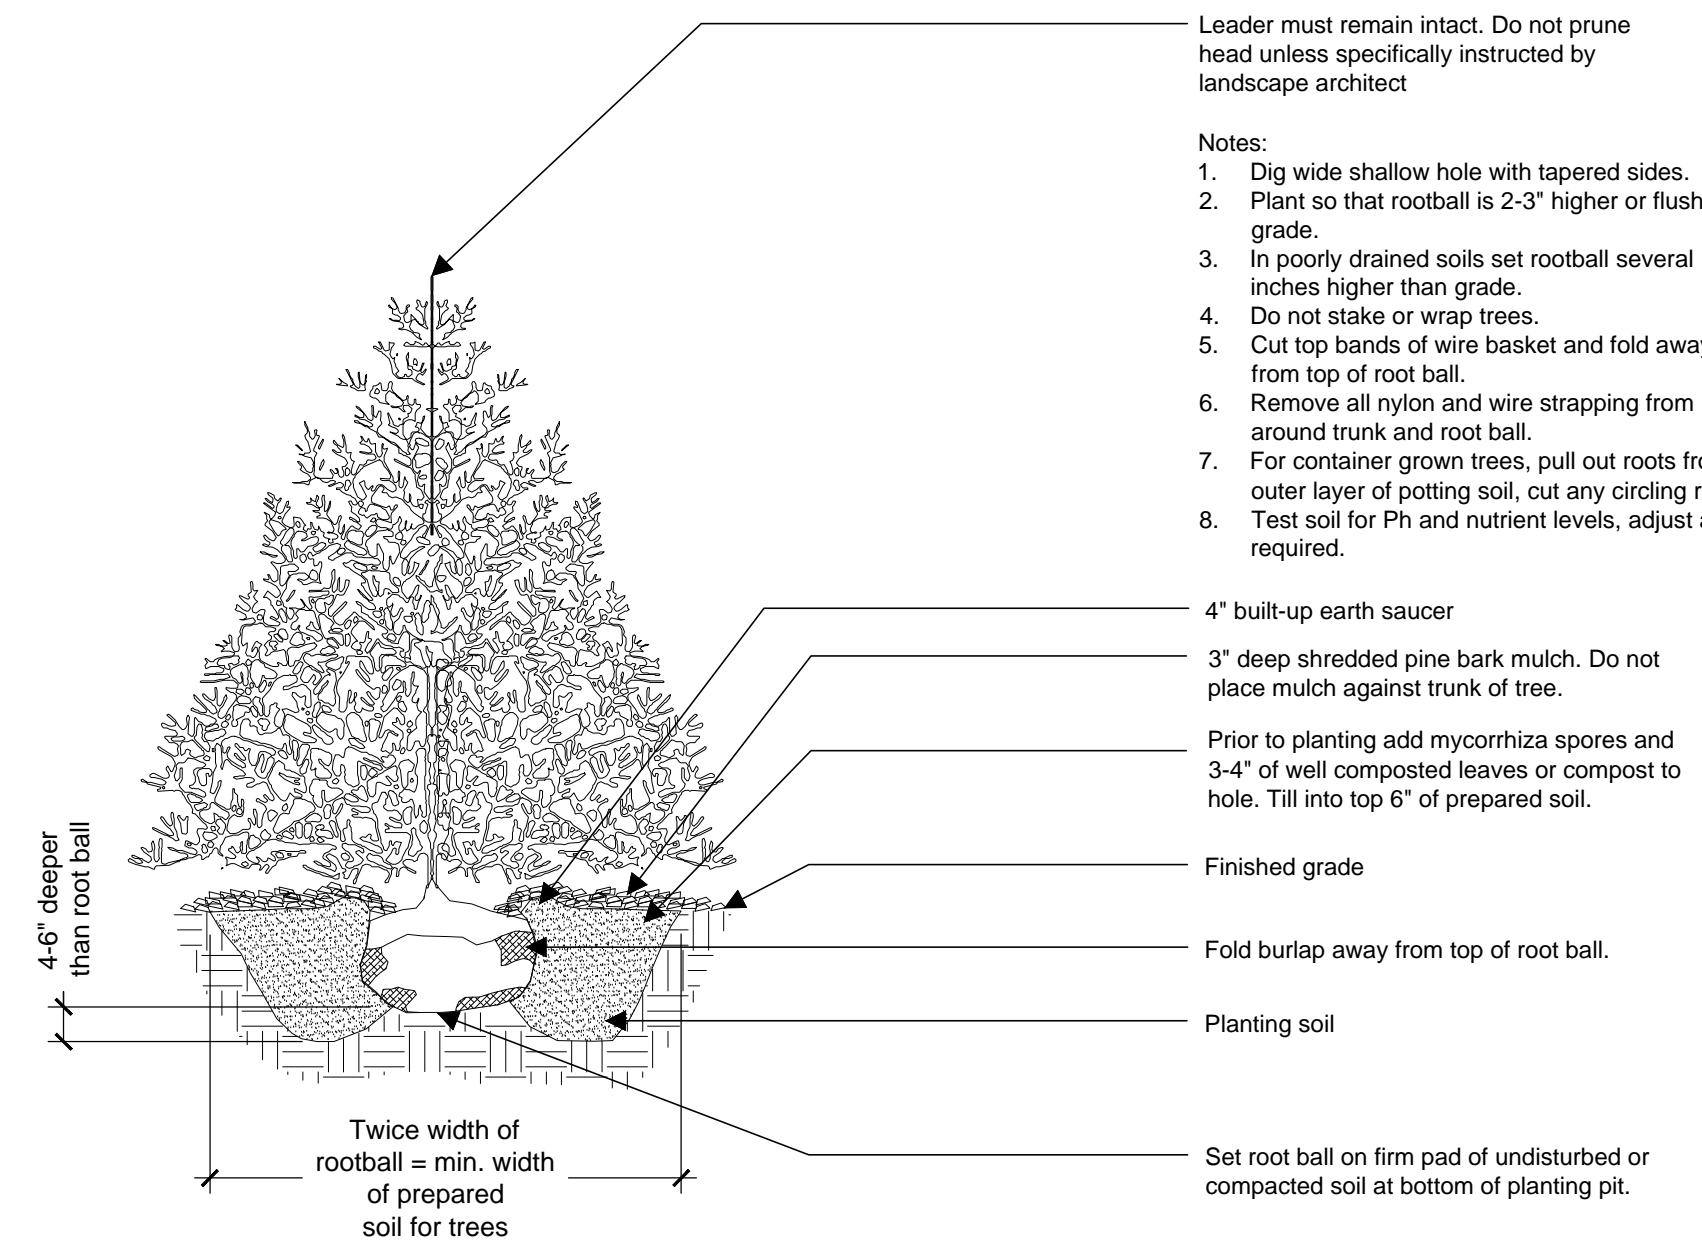 Leader must remain intact. Do not prune
head unless specifically instructed by
landscape architect
Notes:
1. Dig wide shallow hole with tapered sides.
2. Plant so that rootball is 2-3" higher or flush
grade.
3. In poorly drained soils set rootball several
inches higher than grade.
4. Do not stake or wrap trees.
5. Cut top bands of wire basket and fold away
from top of root ball.
6. Remove all nylon and wire strapping from
around trunk and root ball.
7. For container grown trees, pull out roots
outer layer of potting soil, cut any circling
8. Test soil for Ph and nutrient levels, adjust
required.
4" built-up earth saucer
3" deep shredded pine bark mulch. Do not
place mulch against trunk of tree.
Prior to planting add mycorrhiza spores and
3-4" of well composted leaves or compost to
hole. Till into top 6" of prepared soil.
Finished grade
Fold burlap away from top of root ball.
Planting soil
Set root ball on firm pad of undisturbed or
compacted soil at bottom of planting pit.
4-6" deeper
than root ball
Twice width of
rootball = min. width
of prepared
soil for trees